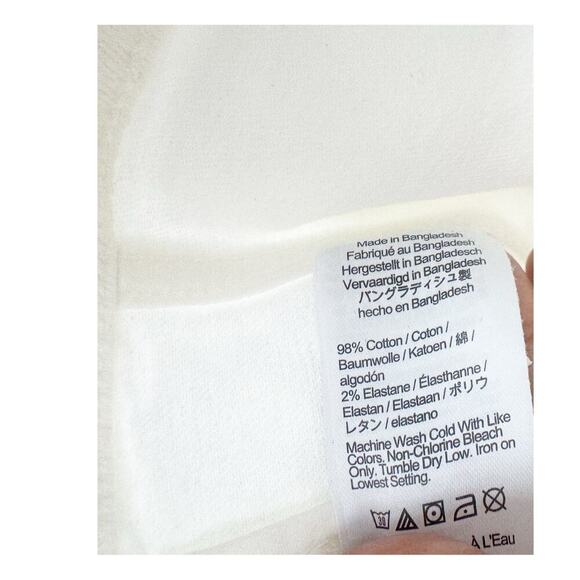 Made in Bangladesh
Fabriqué au Bangladesh
Hergestellt in Bangladesch
Vervaardigd in Bangladesh
バングラディシュ製
hecho en Bangladesh
98% Cotton / Coton /
Baumwolle / Katoen / 綿 /
algodón
2% Elastane / Élasthanne /
Elastan / Elastaan / ポリウ
レタン / elastano
Machine Wash Cold With Like
Colors. Non-Chlorine Bleach
Only. Tumble Dry Low. Iron on
Lowest Setting.
30
À L'Eau